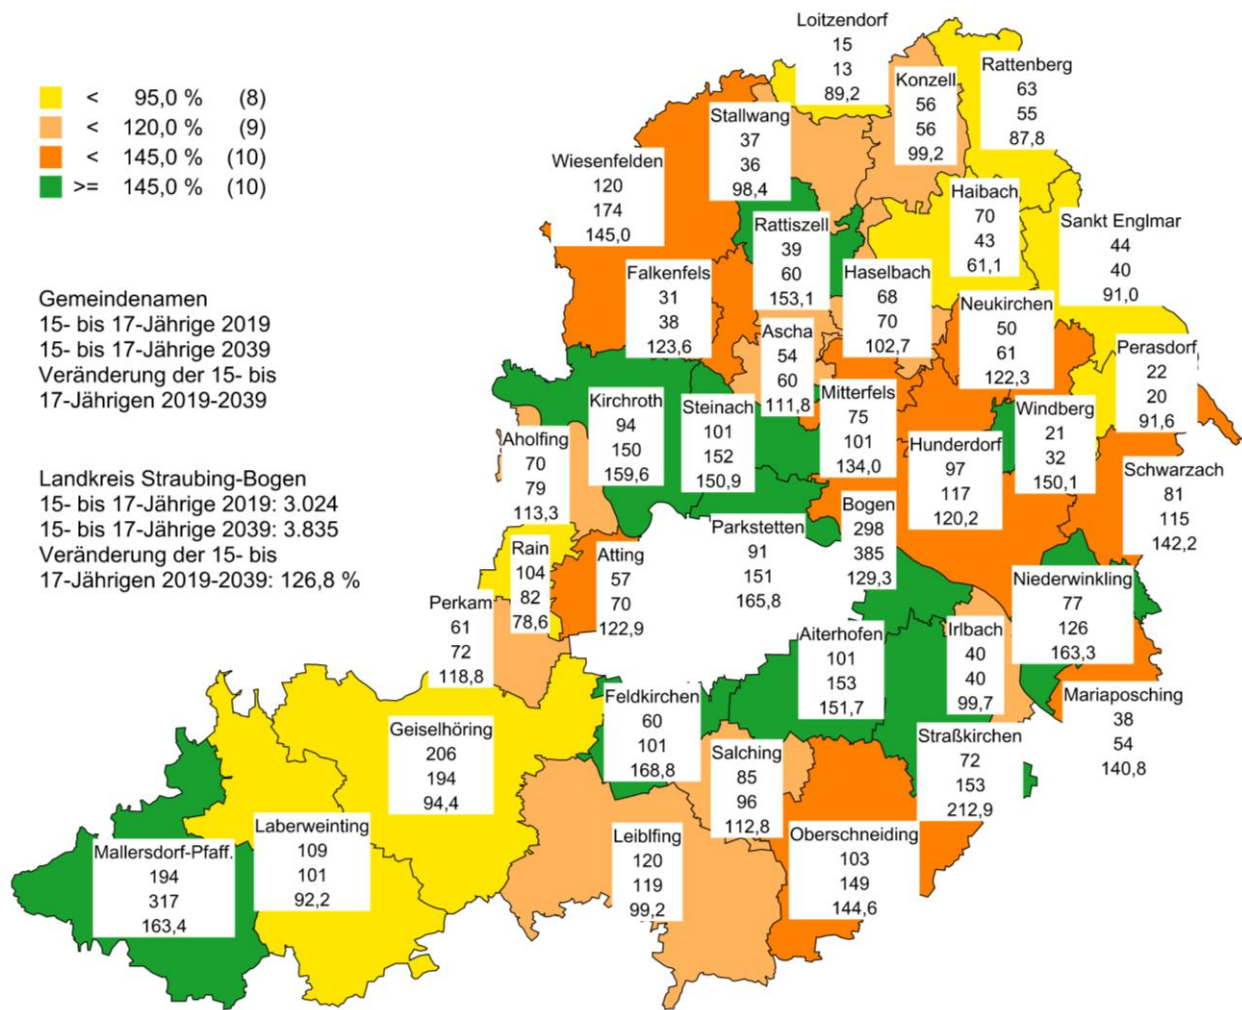 < 95,0 % (8)
< 120,0 % (9)
< 145,0 % (10)
>= 145,0 % (10)
Gemeindenamen
15- bis 17-Jährige 2019
15- bis 17-Jährige 2039
Veränderung der 15- bis
17-Jährigen 2019-2039
Landkreis Straubing-Bogen
15- bis 17-Jährige 2019: 3.024
15- bis 17-Jährige 2039: 3.835
Veränderung der 15- bis
17-Jährigen 2019-2039: 126,8 %
Loitzendorf
15
13
89,2
Konzell
56
56
99,2
Rattenberg
63
55
87,8
Stallwang
37
36
98,4
Wiesenfelden
120
174
145,0
Haibach
70
43
61,1
Sankt Englmar
44
40
91,0
Rattiszell
39
60
153,1
Falkenfels
31
38
123,6
Haselbach
68
70
102,7
Neukirchen
50
61
122,3
Ascha
54
60
111,8
Perasdorf
22
20
91,6
Kirchroth
94
150
159,6
Steinach
101
152
150,9
Mitterfels
75
101
134,0
Windberg
21
32
150,1
Aholfing
70
79
113,3
Hunderdorf
97
117
120,2
Schwarzach
81
115
142,2
Bogen
298
385
129,3
Parkstetten
91
151
165,8
Rain
104
82
78,6
Atting
57
70
122,9
Niederwinkling
77
126
163,3
Perkam
61
72
118,8
Aiterhofen
101
153
151,7
Irlbach
40
40
99,7
Mariaposching
38
54
140,8
Feldkirchen
60
101
168,8
Geiselhöring
206
194
94,4
Straßkirchen
72
153
212,9
Salching
85
96
112,8
Laberweinting
109
101
92,2
Leiblfing
120
119
99,2
Oberschneiding
103
149
144,6
Mallersdorf-Pfaff.
194
317
163,4